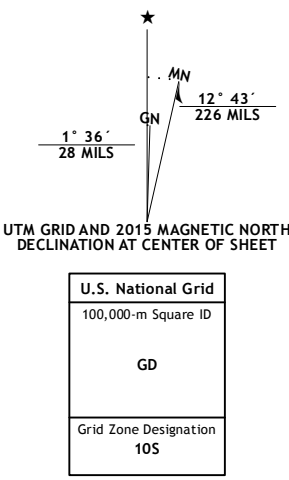 ★
MN
GN
12° 43´
226 MILS
1° 36´
28 MILS
UTM GRID AND 2015 MAGNETIC NORTH
DECLINATION AT CENTER OF SHEET
U.S. National Grid
100,000-m Square ID
GD
Grid Zone Designation
10S